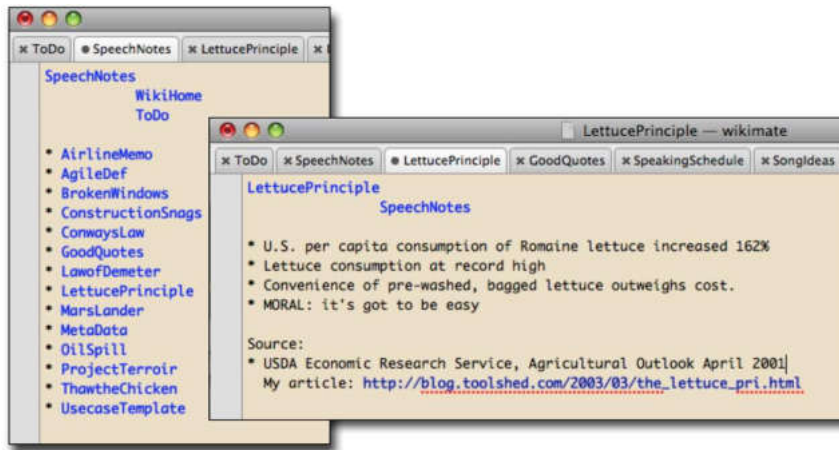 ToDo SpeechNotes LettucePrinciple
SpeechNotes
WikiHome
ToDo
* AirlineMemo
* AgileDef
* BrokenWindows
* ConstructionSnags
* ConwaysLaw
* GoodQuotes
* LawofDemeter
* LettucePrinciple
* MarsLander
* MetaData
* OilSpill
* ProjectTerroir
* ThawtheChicken
* UsecaseTemplate
LettucePrinciple — wikimate
ToDo SpeechNotes LettucePrinciple GoodQuotes SpeakingSchedule SongIdeas
LettucePrinciple
SpeechNotes
* U.S. per capita consumption of Romaine lettuce increased 162%
* Lettuce consumption at record high
* Convenience of pre-washed, bagged lettuce outweighs cost.
* MORAL: it's got to be easy
Source:
* USDA Economic Research Service, Agricultural Outlook April 2001
My article: http://blog.toolshed.com/2003/03/the_lettuce_pri.html